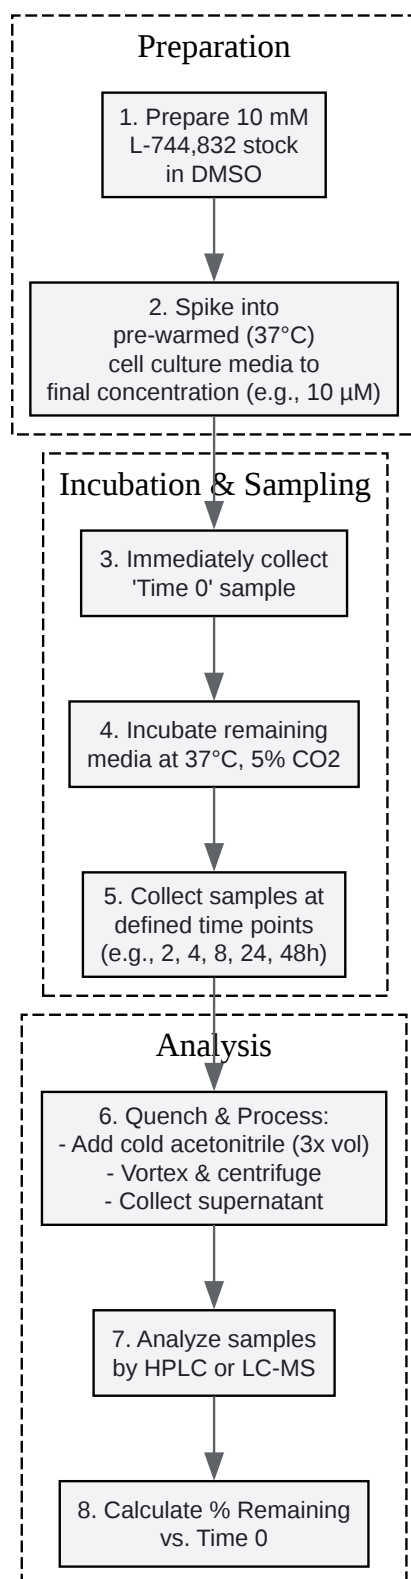 Preparation
1. Prepare 10 mM
L-744,832 stock
in DMSO
2. Spike into
pre-warmed (37°C)
cell culture media to
final concentration (e.g., 10 µM)
Incubation & Sampling
3. Immediately collect
'Time 0' sample
4. Incubate remaining
media at 37°C, 5% CO2
5. Collect samples at
defined time points
(e.g., 2, 4, 8, 24, 48h)
Analysis
6. Quench & Process:
- Add cold acetonitrile (3x vol)
- Vortex & centrifuge
- Collect supernatant
7. Analyze samples
by HPLC or LC-MS
8. Calculate % Remaining
vs. Time 0